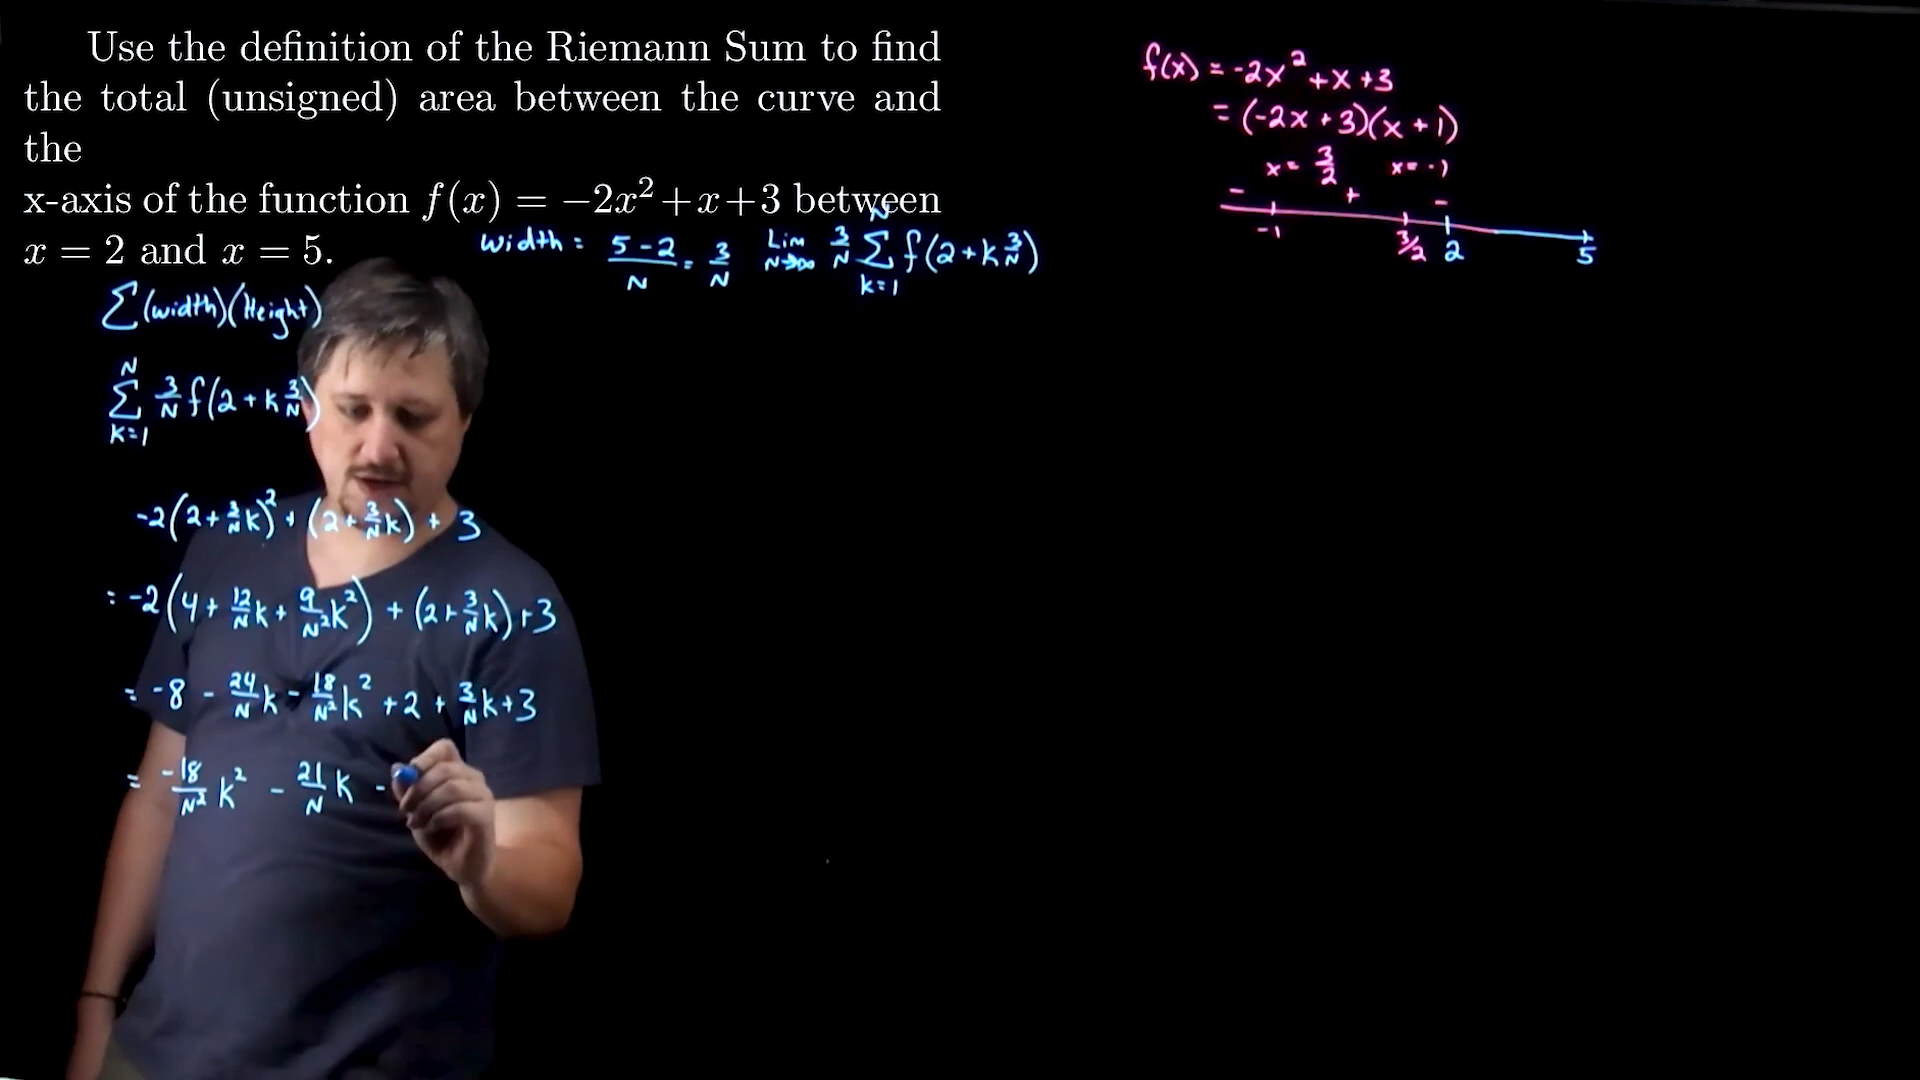 Use the definition of the Riemann Sum to find
the total (unsigned) area between the curve and
the
x-axis of the function f(x) = −2x²+x+3 between
x = 2 and x = 5.
width = (5-2)/N = 3/N  Lim N→∞ 3/N N Σ k=1 f(2+k 3/N)
Σ(width)(Height)
N Σ k=1 3/N f(2+k 3/N)
-2(2+3/N k)² + (2+3/N k) + 3
= -2(4+12/N k+9/N² k²) + (2+3/N k)+3
= -8 - 24/N k - 18/N² k² +2 + 3/N k+3
= -18/N² k² - 21/N k -
f(x) = -2x²+x+3
= (-2x+3)(x+1)
x = 3/2  x = -1
- + -
-1 3/2 2 5